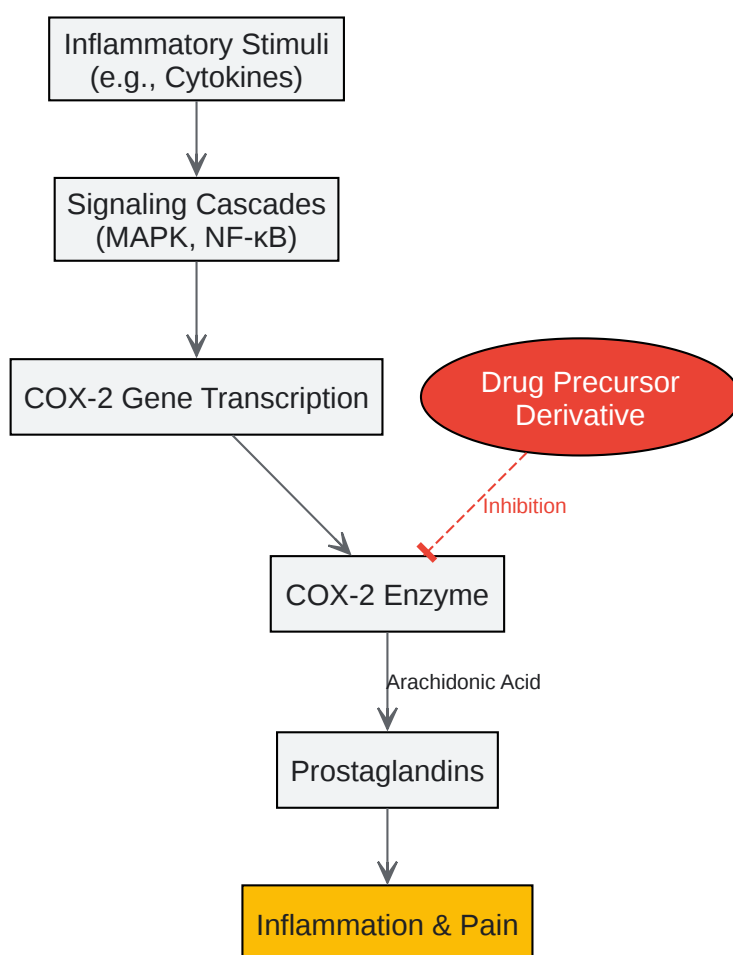 Inflammatory Stimuli
(e.g., Cytokines)
Signaling Cascades
(MAPK, NF-κB)
COX-2 Gene Transcription
Drug Precursor
Derivative
Inhibition
COX-2 Enzyme
Arachidonic Acid
Prostaglandins
Inflammation & Pain